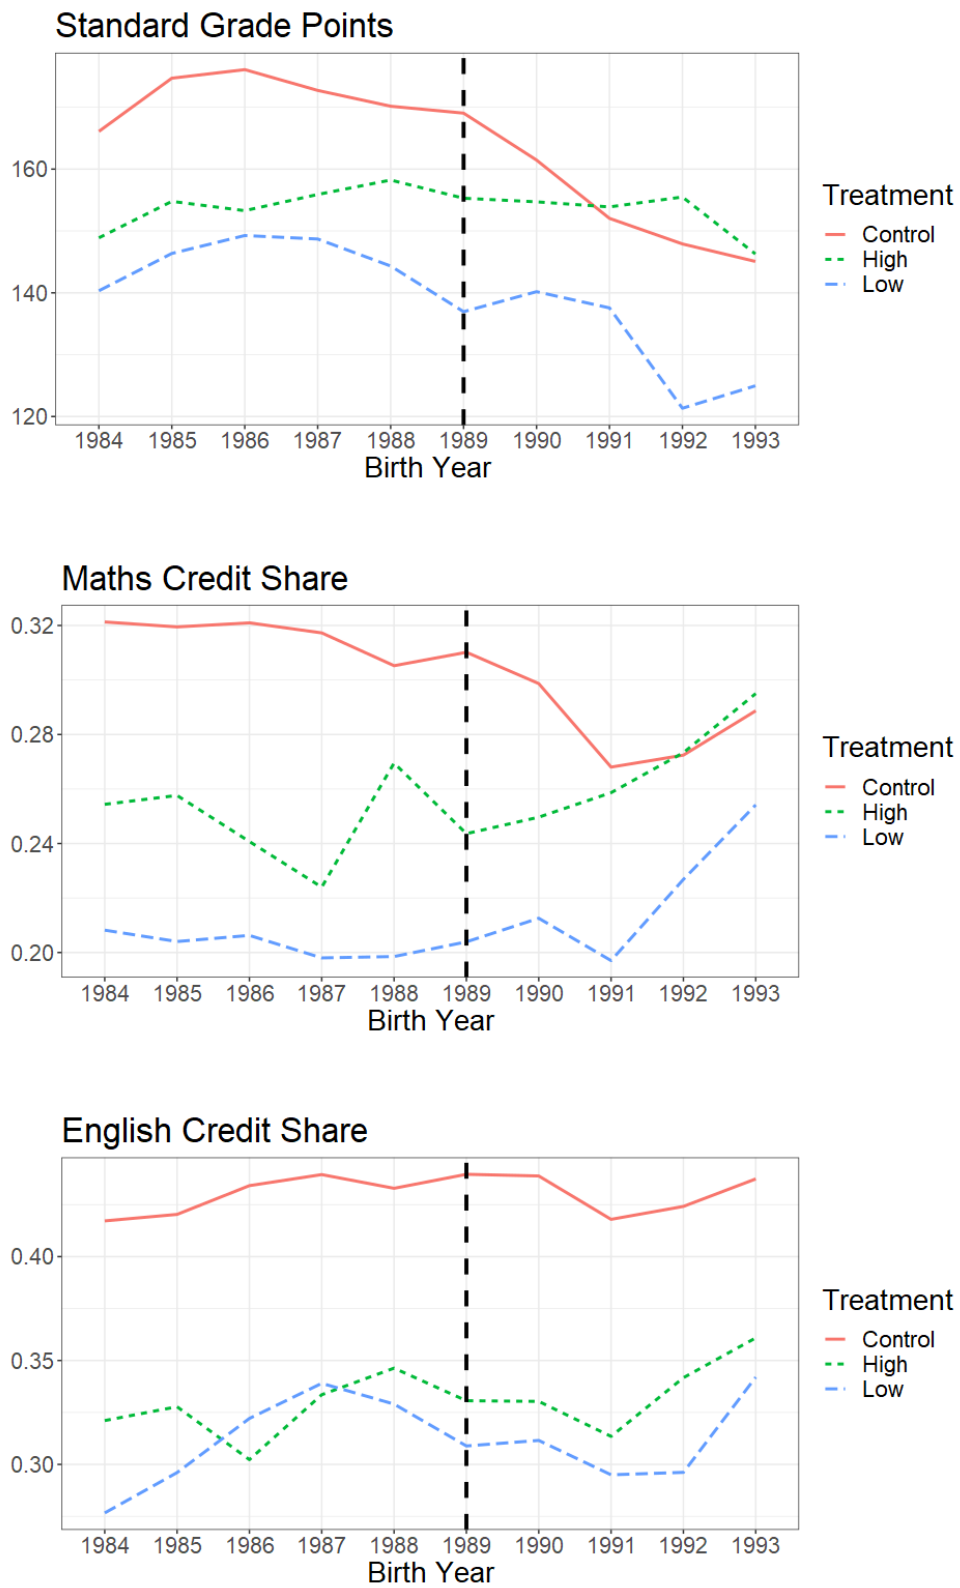 Standard Grade Points
160
140
120
1984 1985 1986 1987 1988 1989 1990 1991 1992 1993
Birth Year
Treatment
Control
High
Low
Maths Credit Share
0.32
0.28
0.24
0.20
1984 1985 1986 1987 1988 1989 1990 1991 1992 1993
Birth Year
Treatment
Control
High
Low
English Credit Share
0.40
0.35
0.30
1984 1985 1986 1987 1988 1989 1990 1991 1992 1993
Birth Year
Treatment
Control
High
Low